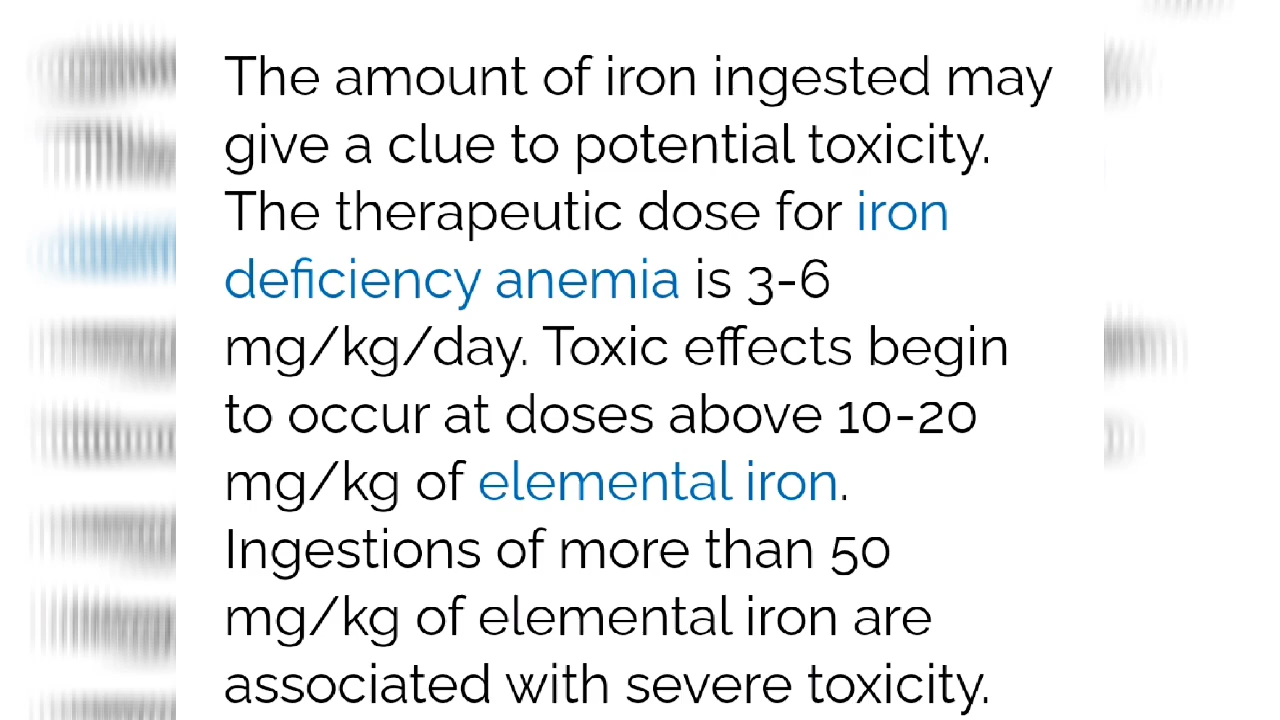 The amount of iron ingested may
give a clue to potential toxicity.
The therapeutic dose for iron
deficiency anemia is 3-6
mg/kg/day. Toxic effects begin
to occur at doses above 10-20
mg/kg of elemental iron.
Ingestions of more than 50
mg/kg of elemental iron are
associated with severe toxicity.